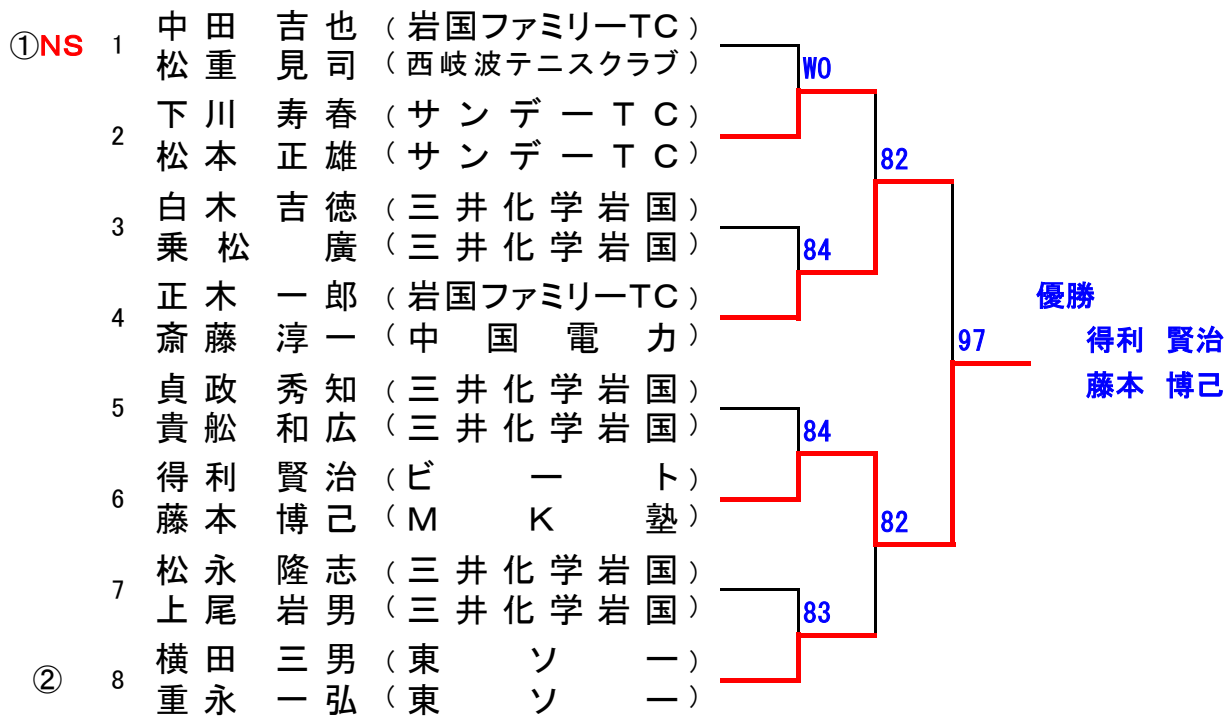 ①NS 1 中田 吉也 (岩国ファミリーTC)
松重 見司 (西岐波テニスクラブ)
WO
2 下川 寿春 (サンデーTC)
松本 正雄 (サンデーTC)
82
3 白木 吉徳 (三井化学岩国)
乗松 廣 (三井化学岩国)
84
4 正木 一郎 (岩国ファミリーTC)
斎藤 淳一 (中国電力)
97
優勝
得利 賢治
藤本 博己
5 貞政 秀知 (三井化学岩国)
貴舩 和広 (三井化学岩国)
84
6 得利 賢治 (ビート)
藤本 博己 (MK塾)
82
7 松永 隆志 (三井化学岩国)
上尾 岩男 (三井化学岩国)
83
② 8 横田 三男 (東ソー)
重永 一弘 (東ソー)